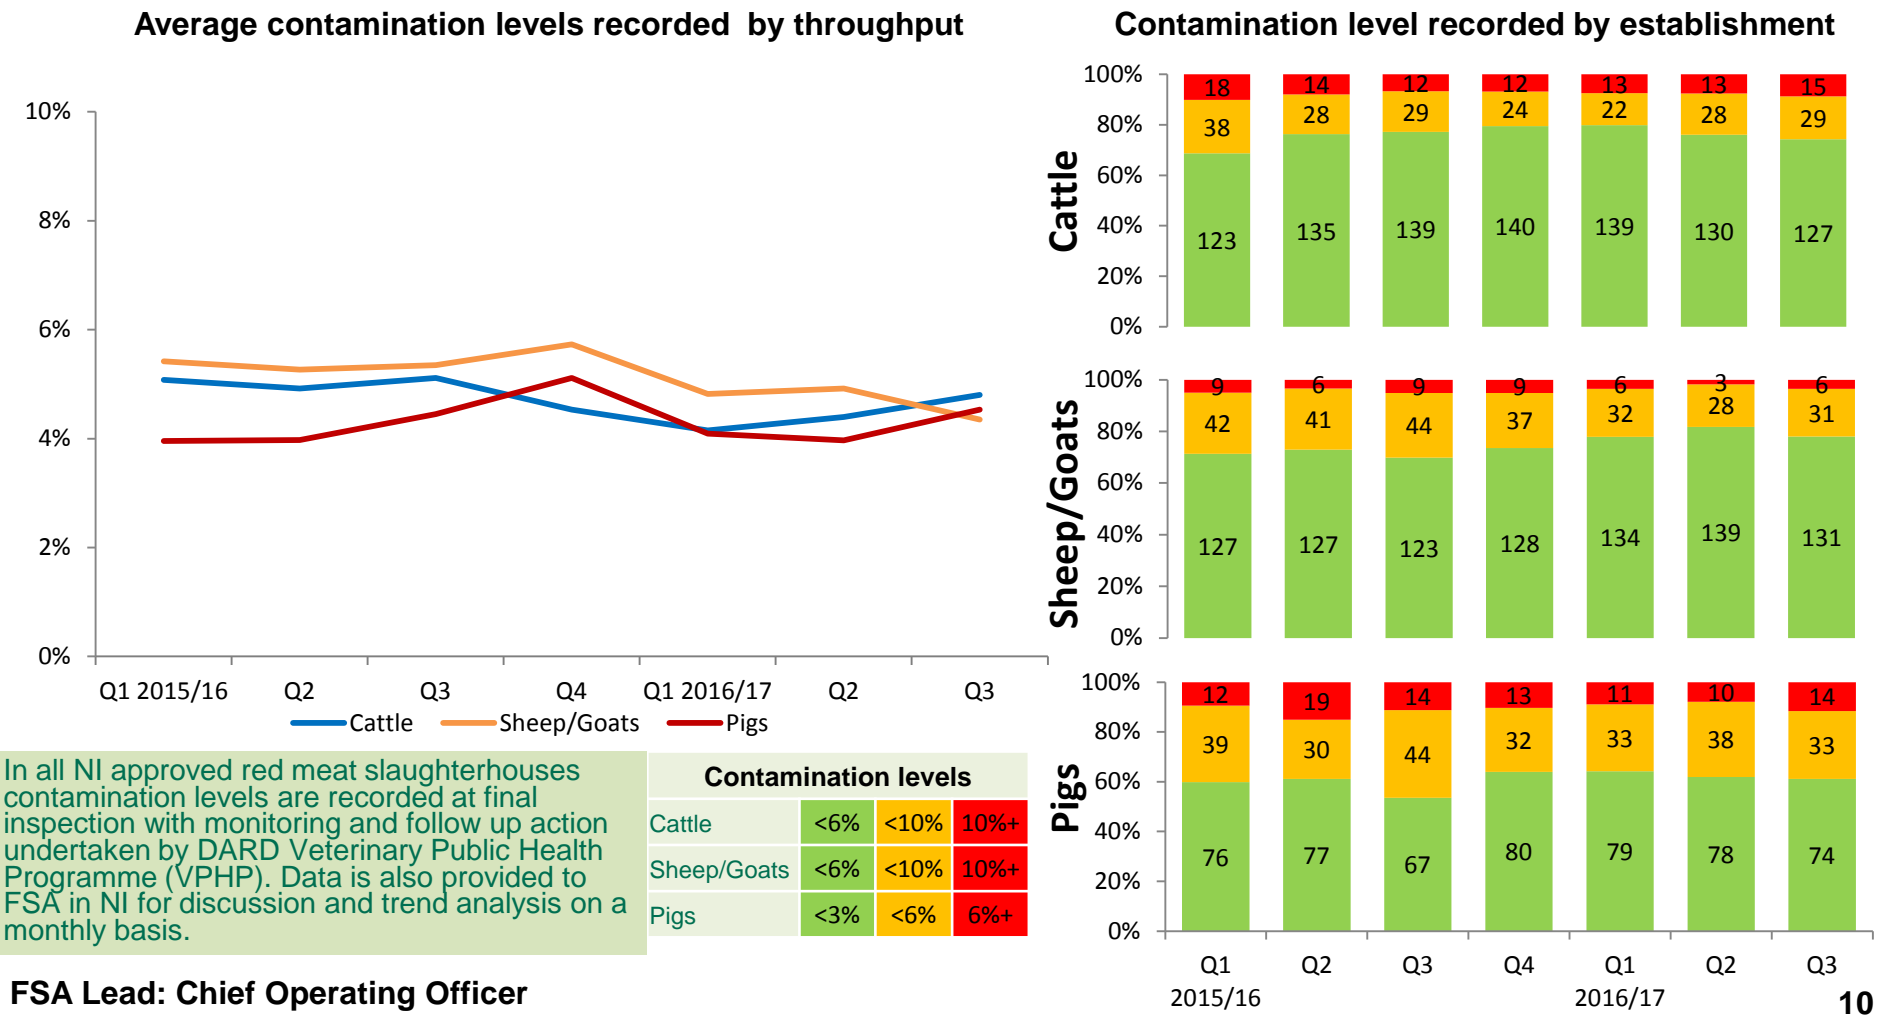 Average contamination levels recorded by throughput
10%
8%
6%
4%
2%
0%
Q1 2015/16 Q2 Q3 Q4 Q1 2016/17 Q2 Q3
Cattle Sheep/Goats Pigs
In all NI approved red meat slaughterhouses
contamination levels are recorded at final
inspection with monitoring and follow up action
undertaken by DARD Veterinary Public Health
Programme (VPHP). Data is also provided to
FSA in NI for discussion and trend analysis on a
monthly basis.
Contamination levels
Cattle <6% <10% 10%+
Sheep/Goats <6% <10% 10%+
Pigs <3% <6% 6%+
Contamination level recorded by establishment
Cattle
100%
80%
60%
40%
20%
0%
18 14 12 12 13 13 15
38 28 29 24 22 28 29
123 135 139 140 139 130 127
Sheep/Goats
100%
80%
60%
40%
20%
0%
9 6 9 9 6 3 6
42 41 44 37 32 28 31
127 127 123 128 134 139 131
Pigs
100%
80%
60%
40%
20%
0%
12 19 14 13 11 10 14
39 30 44 32 33 38 33
76 77 67 80 79 78 74
Q1 Q2 Q3 Q4 Q1 Q2 Q3
2015/16 2016/17
FSA Lead: Chief Operating Officer
10